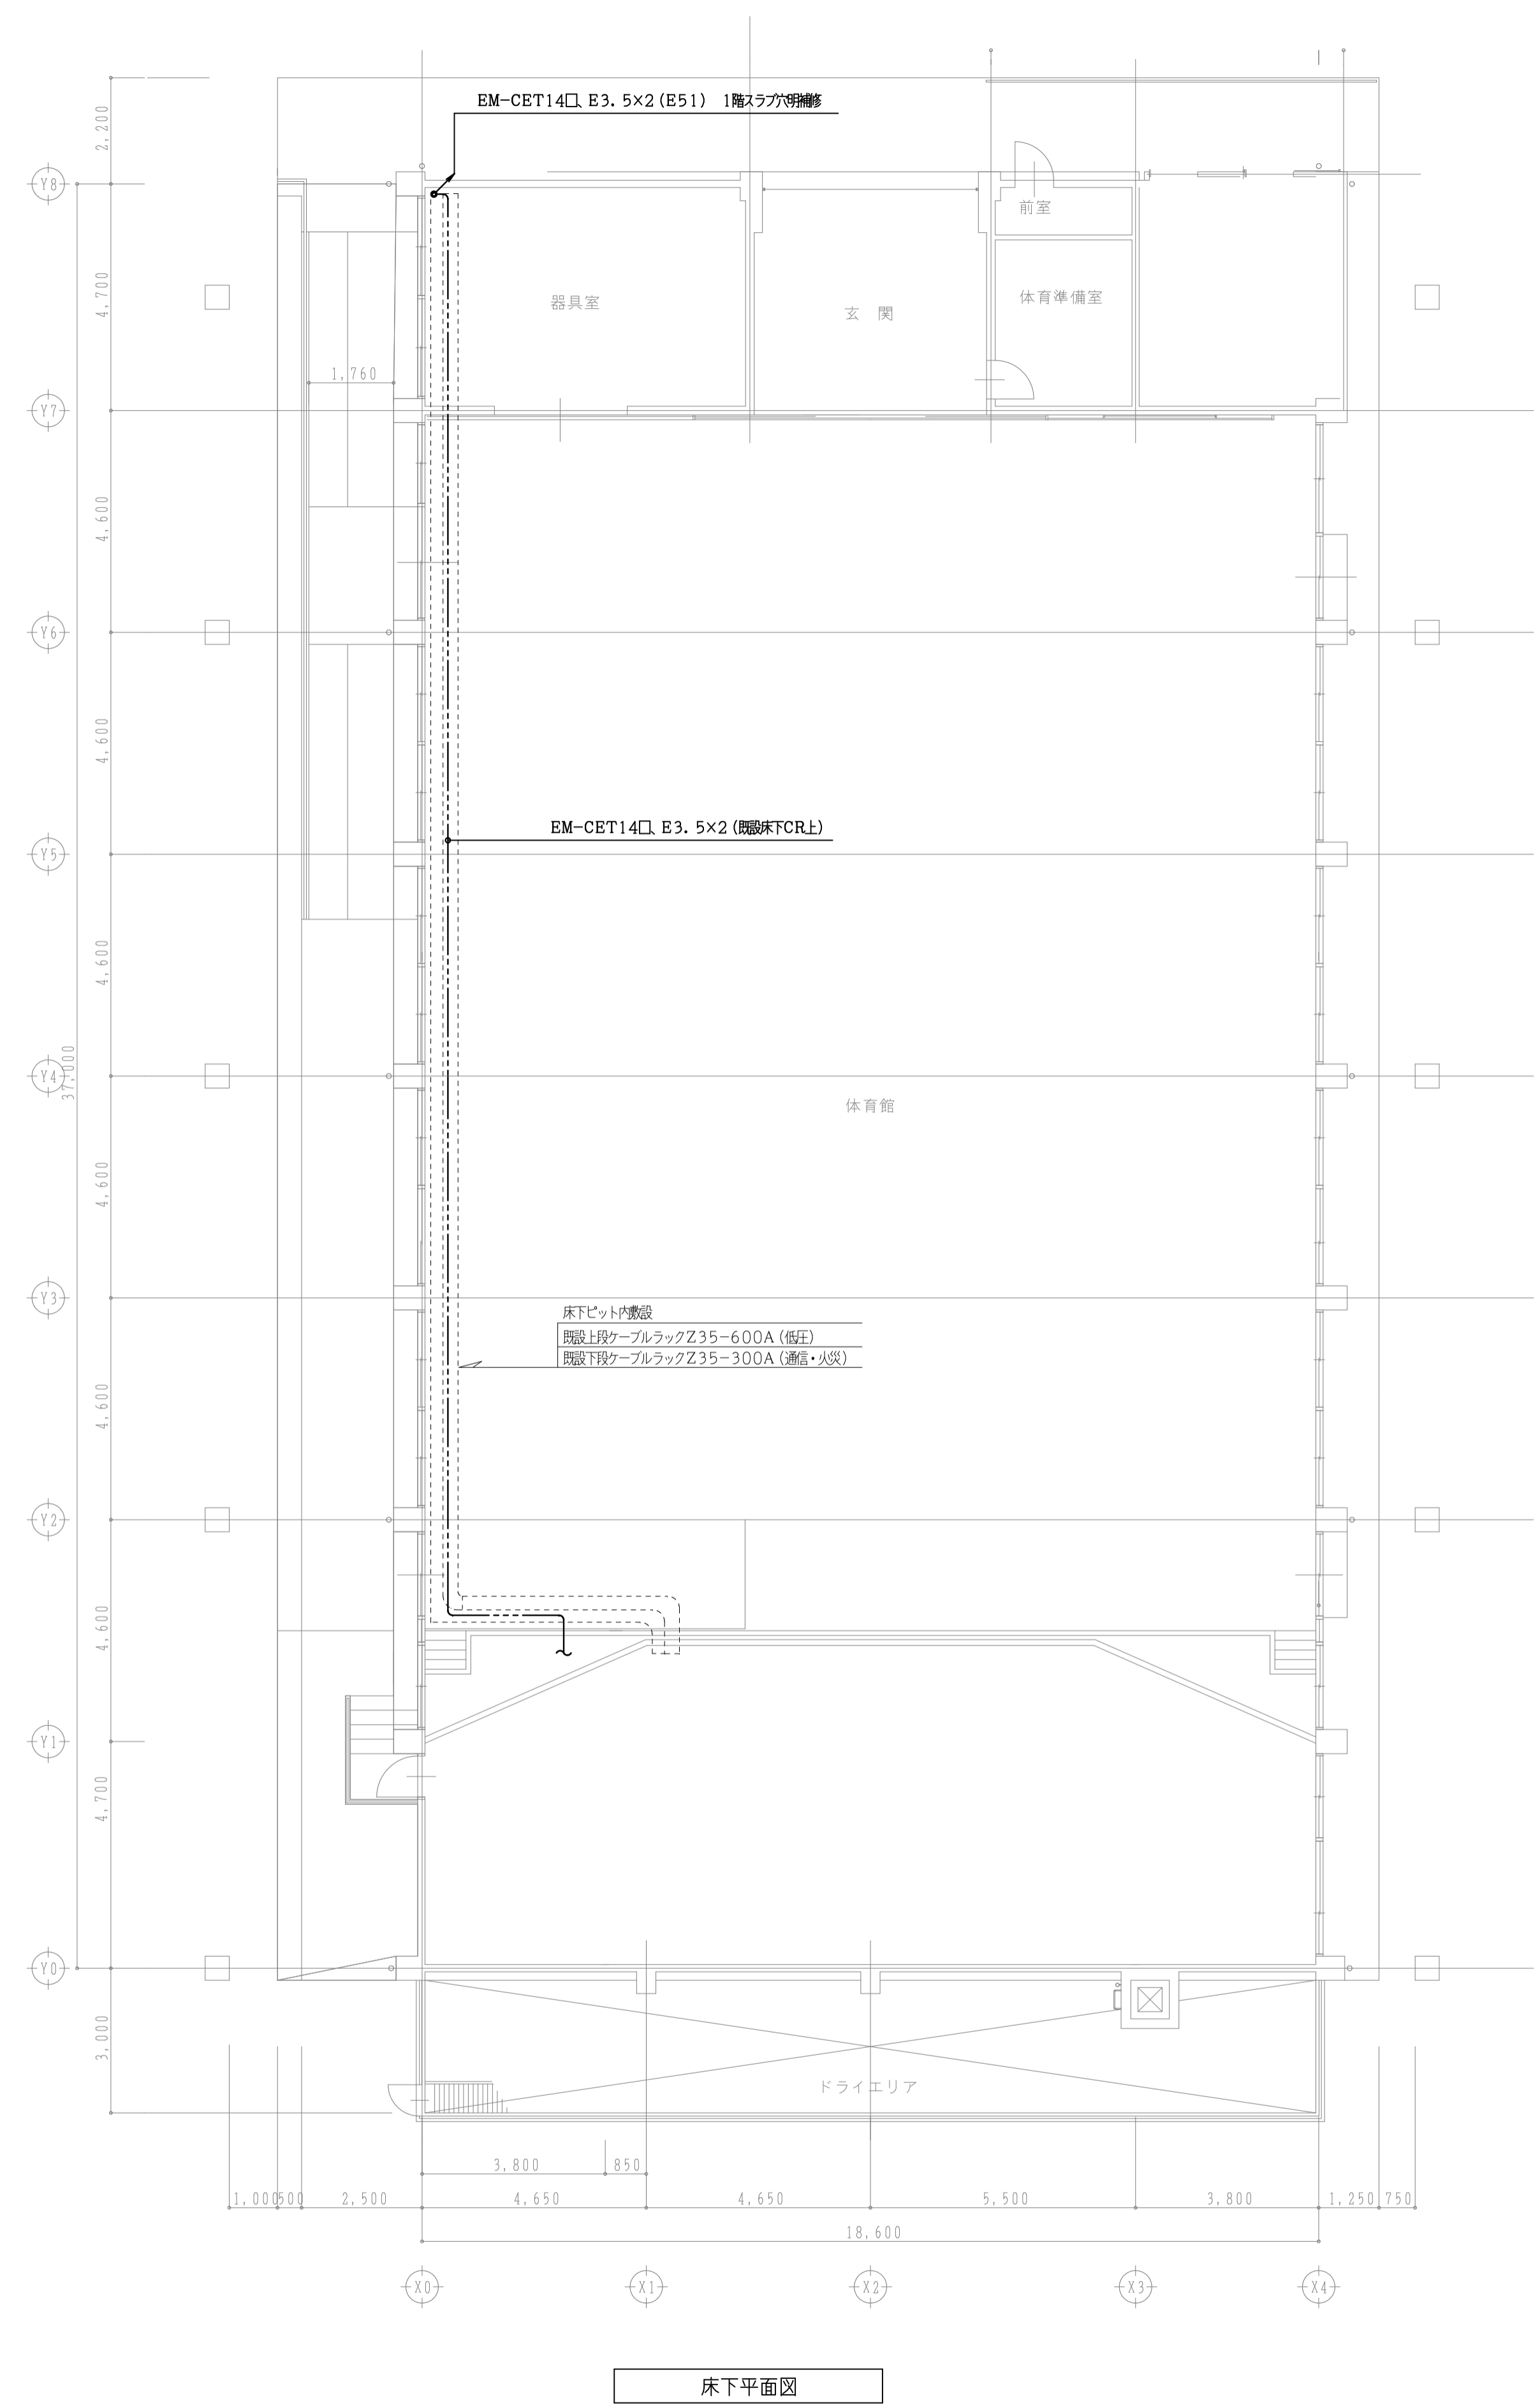 EM-CET14□、E3.5×2(E51) 1階スラブ穴明補修
2,200
Y8
前室
4,700
器具室
玄 関
体育準備室
1,760
Y7
4,600
Y6
4,600
EM-CET14□、E3.5×2(既設床下CR上)
Y5
4,600
37,000
Y4
体育館
4,600
Y3
床下ピット内敷設
既設上段ケーブルラックZ35-600A(低圧)
既設下段ケーブルラックZ35-300A(通信・火災)
4,600
Y2
4,600
Y1
4,700
Y0
3,000
ドライエリア
3,800 850
1,000 500 2,500 4,650 4,650 5,500 3,800 1,250 750
18,600
X0 X1 X2 X3 X4
床下平面図